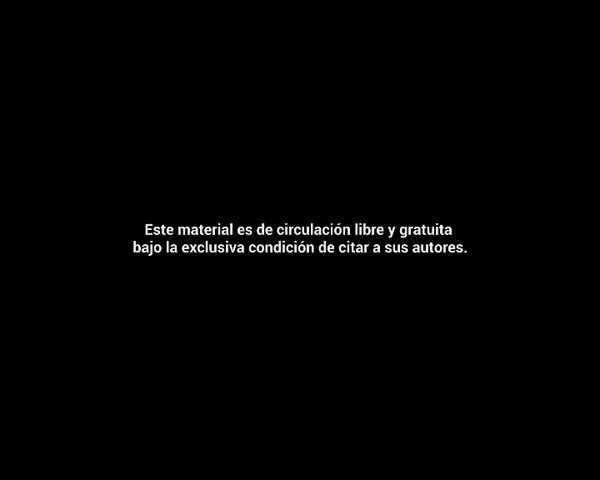 Este material es de circulación libre y gratuita
bajo la exclusiva condición de citar a sus autores.